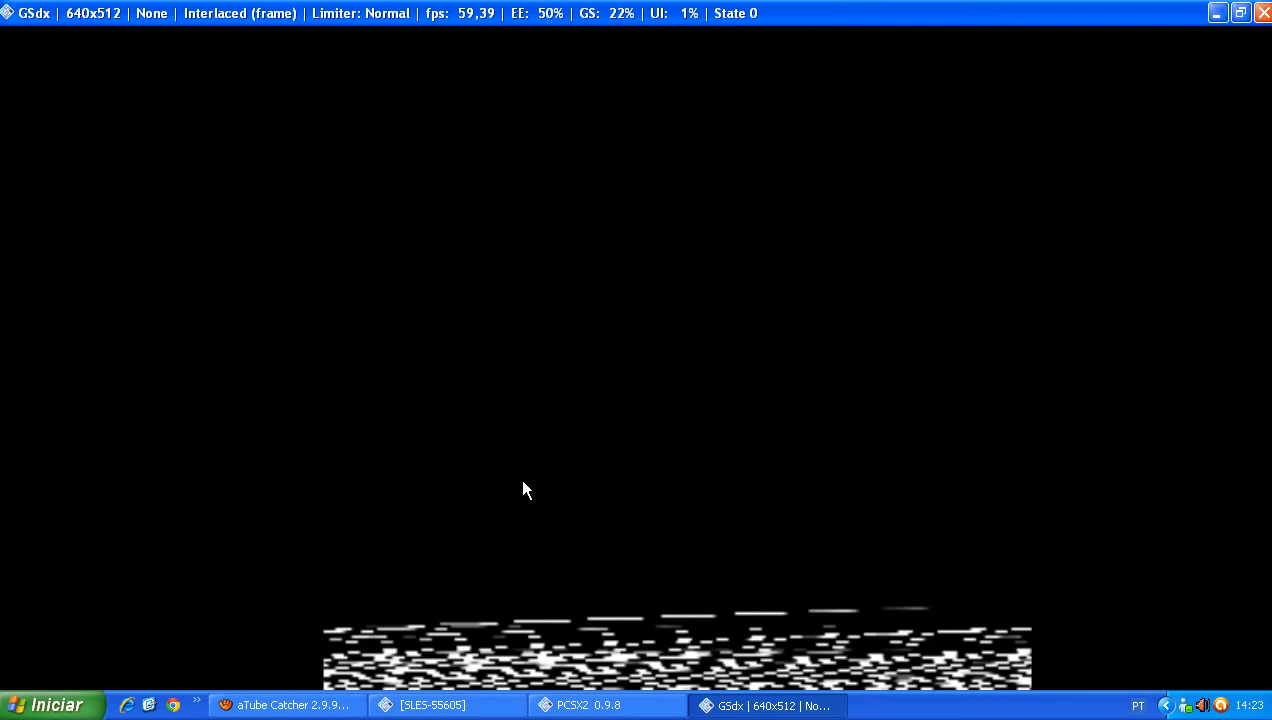 GSdx | 640x512 | None | Interlaced (frame) | Limiter: Normal | fps: 59,39 | EE: 50% | GS: 22% | UI: 1% | State 0
Iniciar » aTube Catcher 2.9.9... [SLES-55605] PCSX2 0.9.8 GSdx | 640x512 | No... PT 14:23